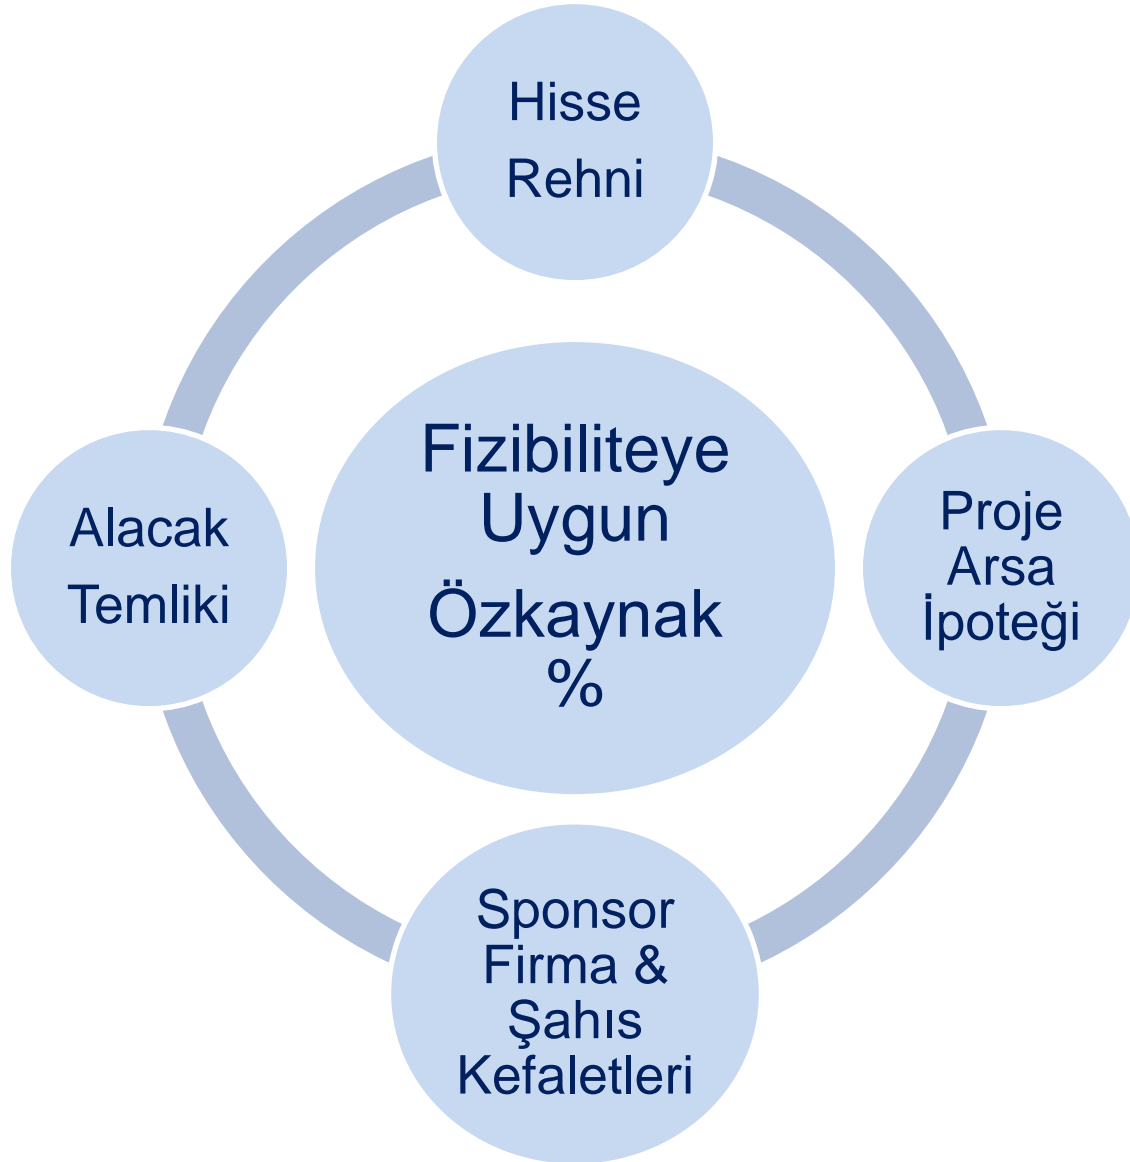 Hisse
Rehni
Fizibiliteye
Uygun
Özkaynak
%
Alacak
Temliki
Proje
Arsa
İpoteği
Sponsor
Firma &
Şahıs
Kefaletleri